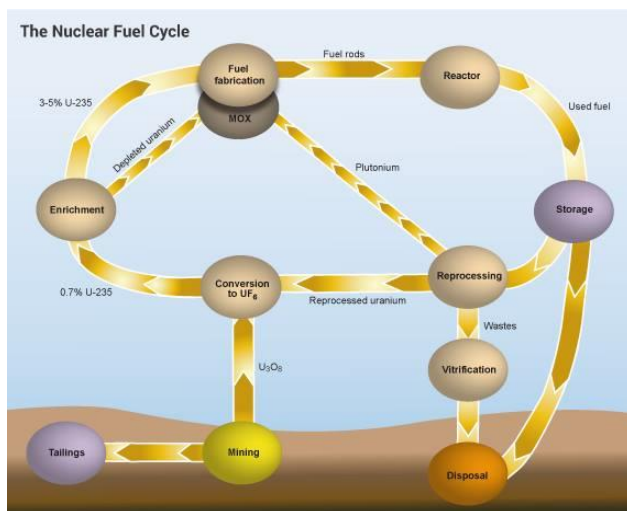 The Nuclear Fuel Cycle
Fuel rods
Fuel
fabrication
Reactor
3-5% U-235
Used fuel
MOX
Depleted uranium
Plutonium
Enrichment
Storage
Conversion
to UF₆
Reprocessing
0.7% U-235
Reprocessed uranium
Wastes
U₃O₈
Vitrification
Tailings
Mining
Disposal